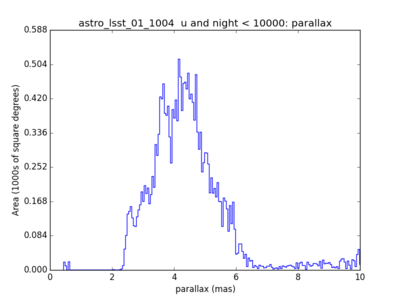 astro_lsst_01_1004 u and night < 10000: parallax
0.588
0.504
0.420
0.336
0.252
0.168
0.084
0.000
Area (1000s of square degrees)
0 2 4 6 8 10
parallax (mas)